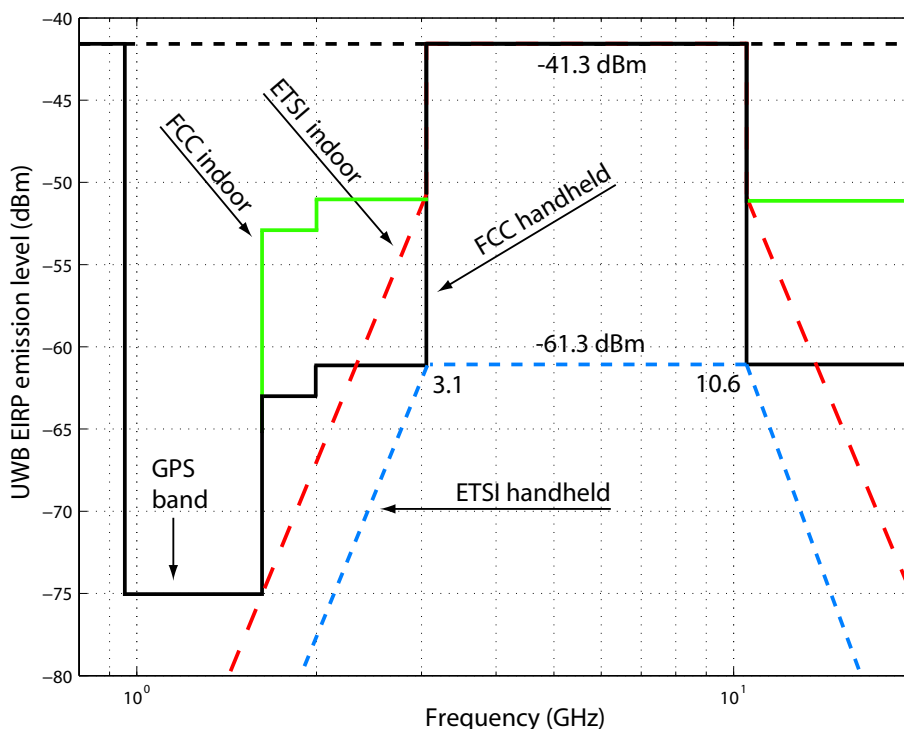 −40
−45
−50
−55
−60
−65
−70
−75
−80
UWB EIRP emission level (dBm)
-41.3 dBm
ETSI indoor
FCC indoor
FCC handheld
-61.3 dBm
3.1
10.6
GPS
band
ETSI handheld
10⁰
10¹
Frequency (GHz)